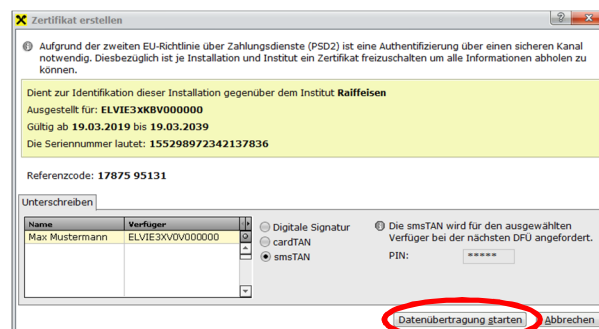 Zertifikat erstellen
Aufgrund der zweiten EU-Richtlinie über Zahlungsdienste (PSD2) ist eine Authentifizierung über einen sicheren Kanal
notwendig. Diesbezüglich ist je Installation und Institut ein Zertifikat freizuschalten um alle Informationen abholen zu
können.
Dient zur Identifikation dieser Installation gegenüber dem Institut Raiffeisen
Ausgestellt für: ELVIE3XKBV000000
Gültig ab 19.03.2019 bis 19.03.2039
Die Seriennummer lautet: 155298972342137836
Referenzcode: 17875 95131
Unterschreiben
Name Verfüger
Max Mustermann ELVIE3XV0V000000
Digitale Signatur
cardTAN
smsTAN
Die smsTAN wird für den ausgewählten
Verfüger bei der nächsten DFÜ angefordert.
PIN: *****
Datenübertragung starten Abbrechen